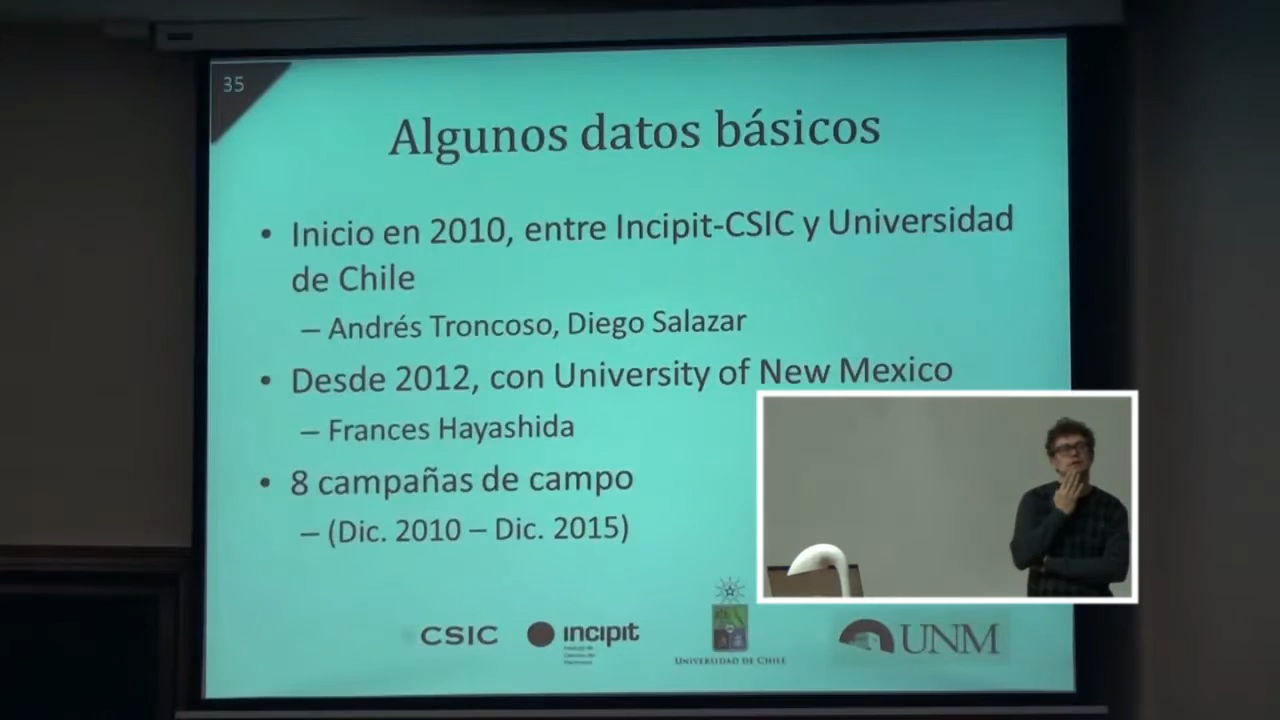 35
Algunos datos básicos
• Inicio en 2010, entre Incipit-CSIC y Universidad
de Chile
– Andrés Troncoso, Diego Salazar
• Desde 2012, con University of New Mexico
– Frances Hayashida
• 8 campañas de campo
– (Dic. 2010 – Dic. 2015)
CSIC
incipit
UNIVERSIDAD DE CHILE
UNM